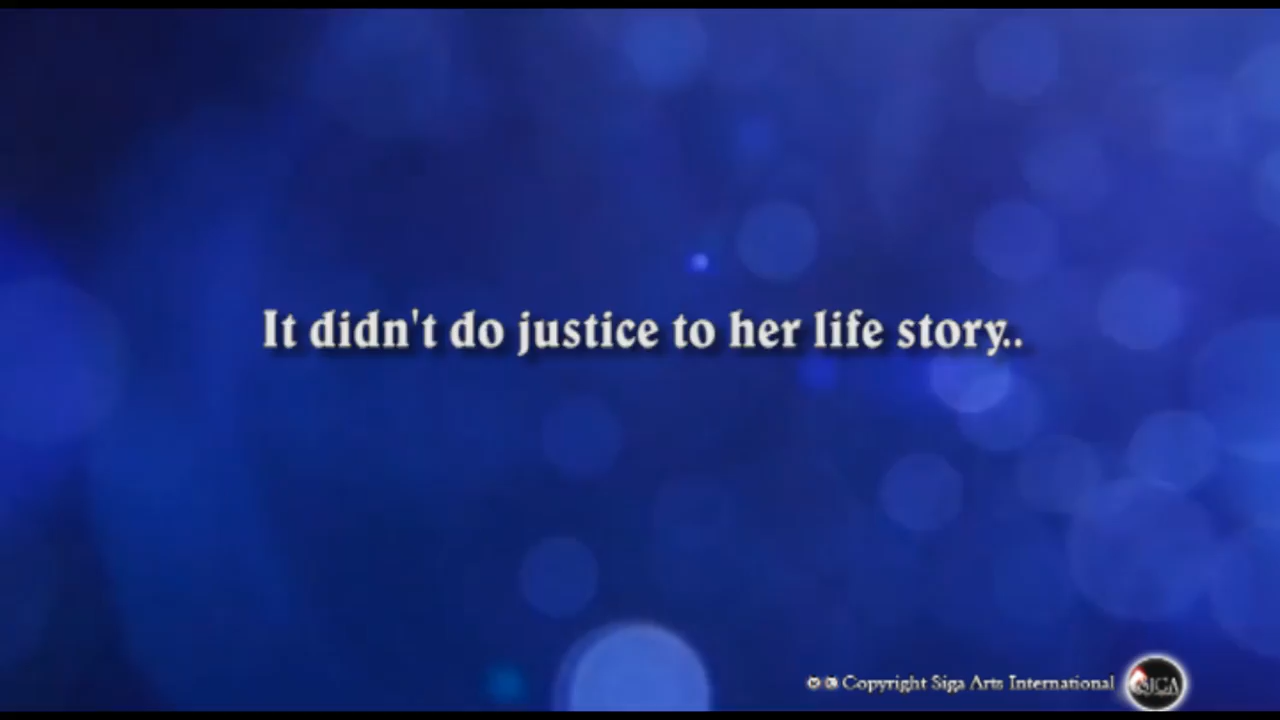 It didn't do justice to her life story..
Copyright Siga Arts International
SIGA